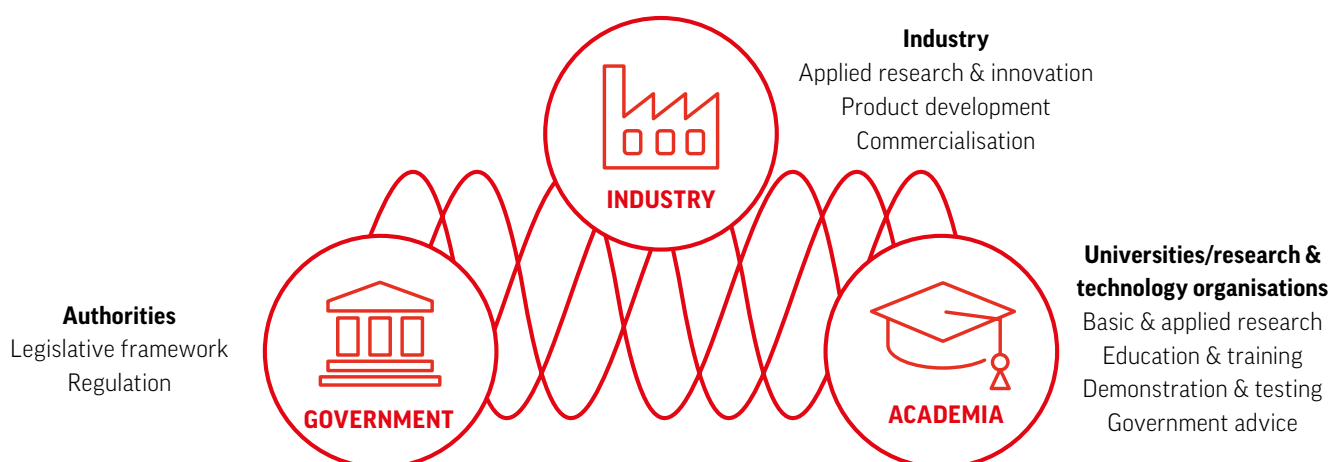 Industry
Applied research & innovation
Product development
Commercialisation
INDUSTRY
Authorities
Legislative framework
Regulation
GOVERNMENT
ACADEMIA
Universities/research &
technology organisations
Basic & applied research
Education & training
Demonstration & testing
Government advice